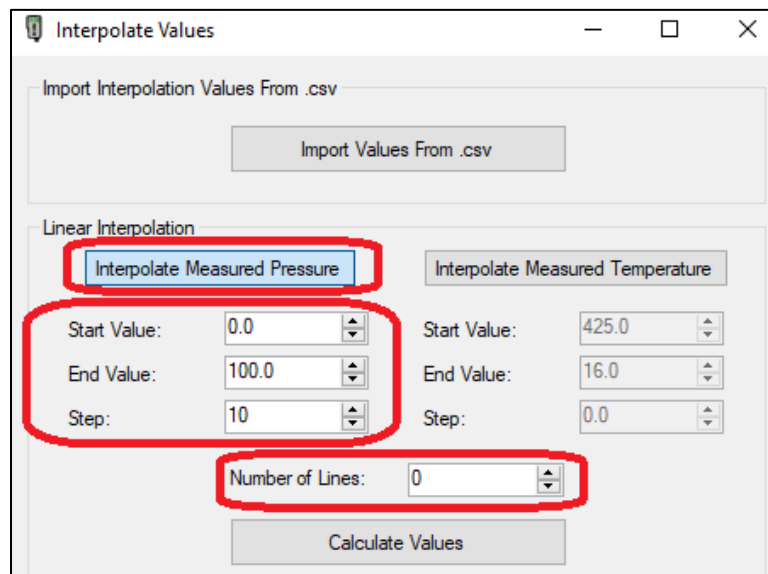 Interpolate Values
Import Interpolation Values From .csv
Import Values From .csv
Linear Interpolation
Interpolate Measured Pressure Interpolate Measured Temperature
Start Value: 0.0 Start Value: 425.0
End Value: 100.0 End Value: 16.0
Step: 10 Step: 0.0
Number of Lines: 0
Calculate Values